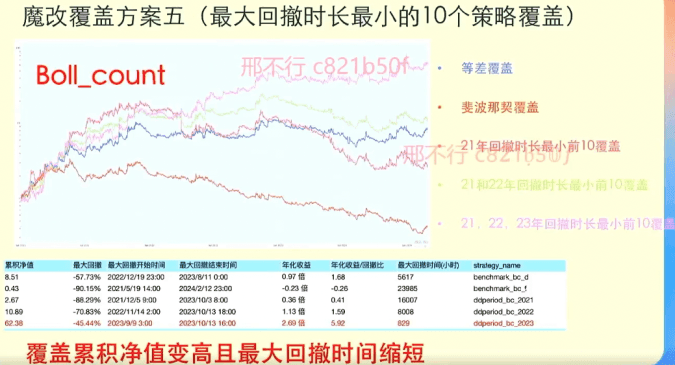 魔改覆盖方案五（最大回撤时长最小的10个策略覆盖）
Boll_count
邢不行 c821b50f
• 等差覆盖
• 斐波那契覆盖
• 21年回撤时长最小前10覆盖
邢不行 c821b50f
• 21和22年回撤时长最小前10覆盖
• 21，22，23年回撤时长最小前10覆盖
累积净值 最大回撤 最大回撤开始时间 最大回撤结束时间 年化收益 年化收益/回撤比 最大回撤时间(小时) strategy_name
8.51 -57.73% 2022/12/19 23:00 2023/8/11 0:00 0.97 倍 1.68 5617 benchmark_bc_d
0.43 -90.15% 2021/5/19 14:00 2024/2/12 23:00 -0.23 倍 -0.26 23985 benchmark_bc_f
2.67 -88.29% 2021/12/5 9:00 2023/10/3 8:00 0.36 倍 0.41 16007 ddperiod_bc_2021
10.89 -70.83% 2022/11/14 2:00 2023/10/13 18:00 1.12 倍 1.59 8008 ddperiod_bc_2022
62.38 -45.44% 2023/9/9 3:00 2023/10/13 16:00 2.69 倍 5.92 829 ddperiod_bc_2023
覆盖累积净值变高且最大回撤时间缩短